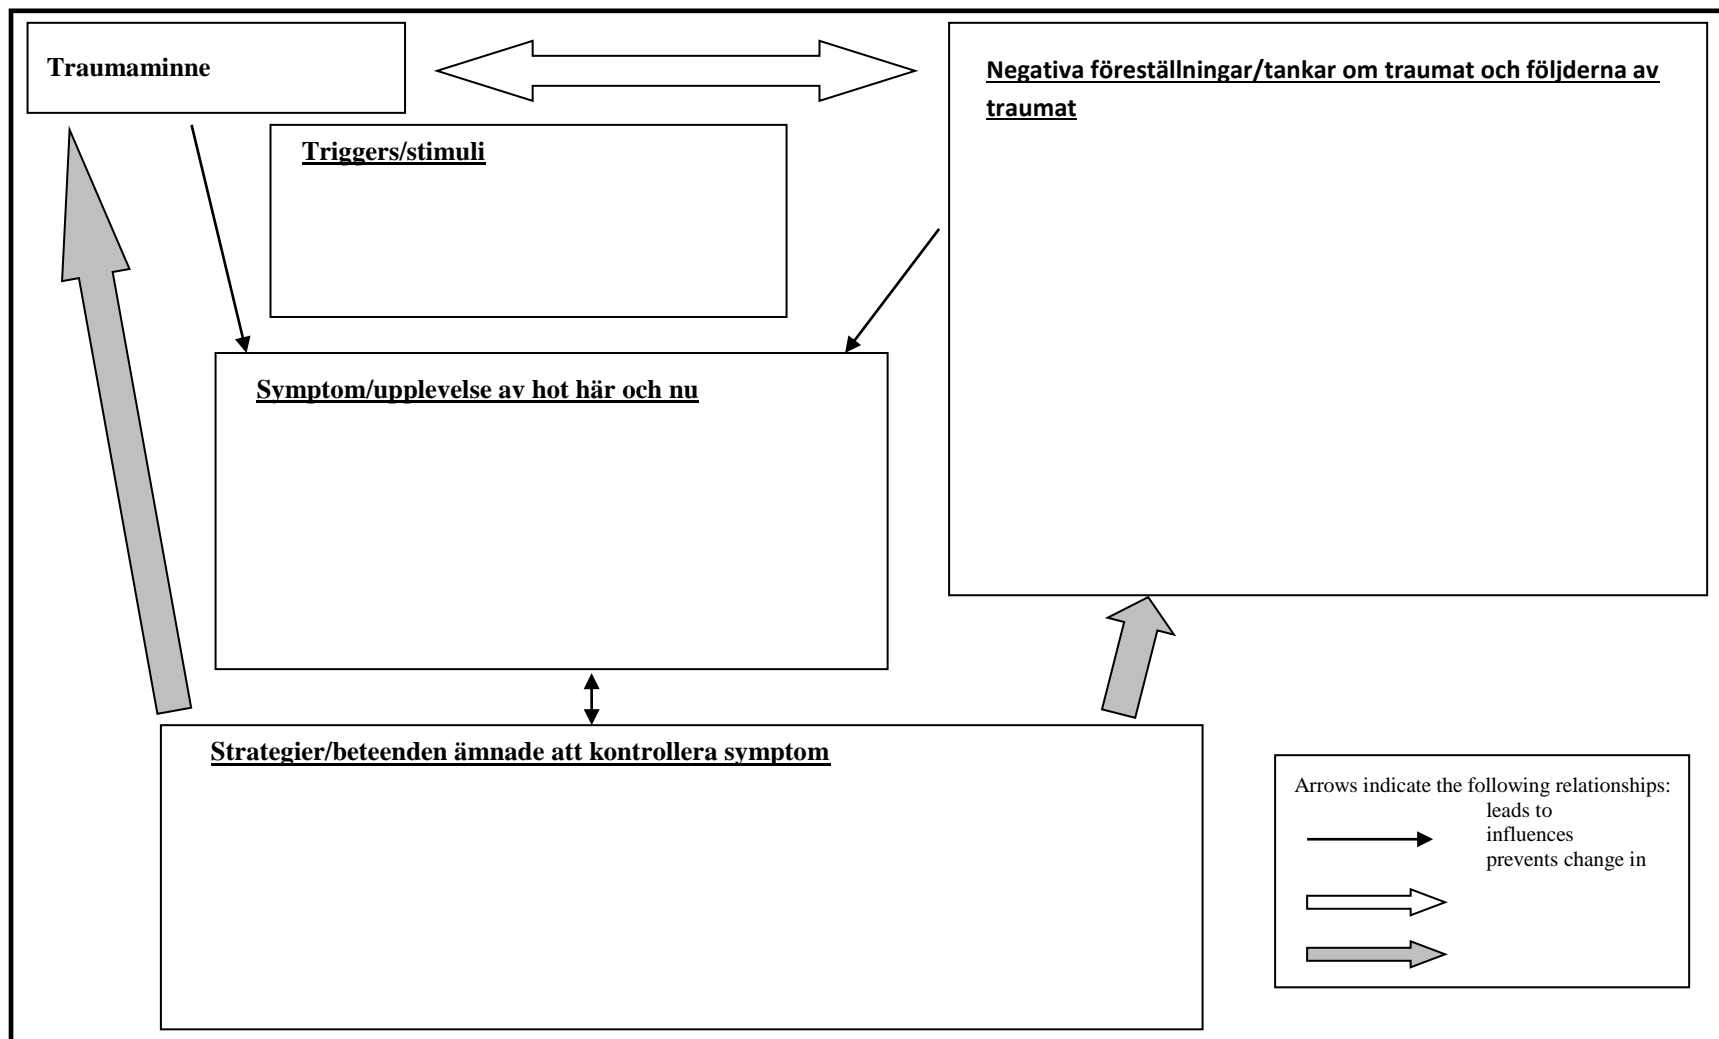 Traumaminne
Negativa föreställningar/tankar om traumat och följderna av
traumat
Triggers/stimuli
Symptom/upplevelse av hot här och nu
Strategier/beteenden ämnade att kontrollera symptom
Arrows indicate the following relationships:
leads to
influences
prevents change in